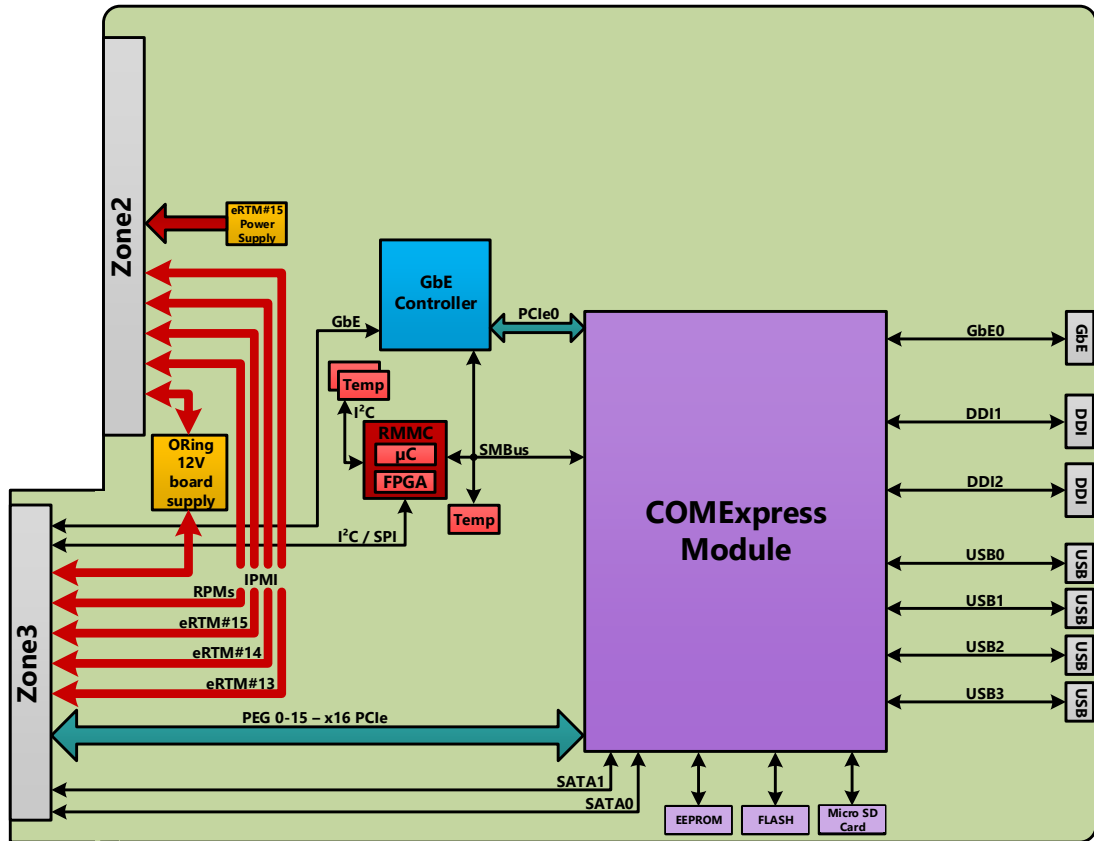 Zone2
eRTM#15
Power
Supply
GbE
Controller
PCIe0
GbE
Temp
I²C
RMMC
µC
FPGA
SMBus
Temp
ORing
12V
board
supply
I²C / SPI
IPMI
RPMs
eRTM#15
eRTM#14
eRTM#13
Zone3
PEG 0-15 – x16 PCIe
SATA1
SATA0
COMExpress
Module
EEPROM
FLASH
Micro SD
Card
GbE0
GbE
DDI1
DDI
DDI2
DDI
USB0
USB
USB1
USB
USB2
USB
USB3
USB